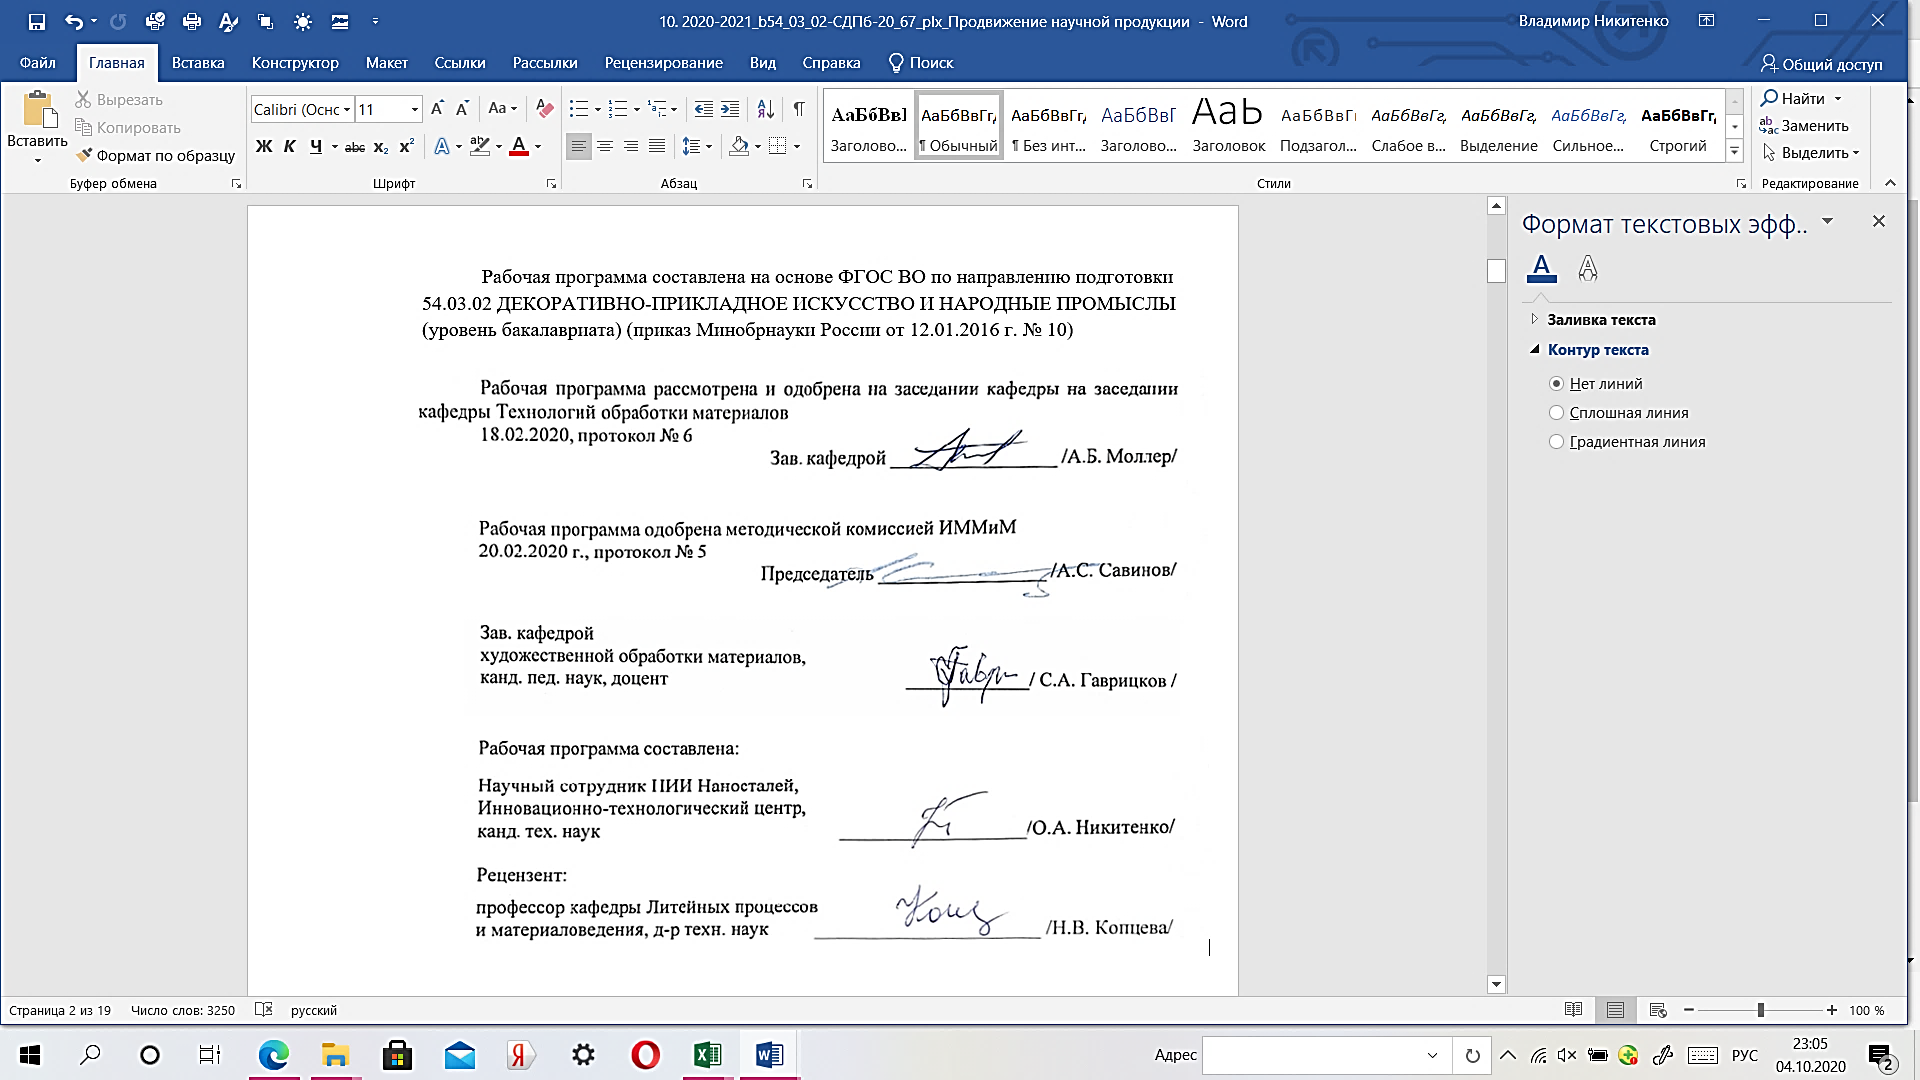 10. 2020-2021_b54_03_02-СДПб-20_67_plx_Продвижение научной продукции - Word
Владимир Никитенко
Файл Главная Вставка Конструктор Макет Ссылки Рассылки Рецензирование Вид Справка Поиск
Общий доступ
Вставить
Вырезать
Копировать
Формат по образцу
Буфер обмена
Calibri (Оснс 11
Aa
Ж К Ч abc x₂ x²
Шрифт
Абзац
АаБбВвІ АаБбВвГг, АаБбВвГг, АаБбВвГ АаЬ АаБбВвГг АаБбВвГг, АаБбВвГг, АаБбВвГг, АаБбВвГг,
Заголово... ¶ Обычный ¶ Без инт... Заголово... Заголовок Подзагол... Слабое в... Выделение Сильное... Строгий
Стили
Найти
Заменить
Выделить
Редактирование
Рабочая программа составлена на основе ФГОС ВО по направлению подготовки
54.03.02 ДЕКОРАТИВНО-ПРИКЛАДНОЕ ИСКУССТВО И НАРОДНЫЕ ПРОМЫСЛЫ
(уровень бакалавриата) (приказ Минобрнауки России от 12.01.2016 г. № 10)
Рабочая программа рассмотрена и одобрена на заседании кафедры на заседании
кафедры Технологий обработки материалов
18.02.2020, протокол № 6
Зав. кафедрой /А.Б. Моллер/
Рабочая программа одобрена методической комиссией ИММиМ
20.02.2020 г., протокол № 5
Председатель /А.С. Савинов/
Зав. кафедрой
художественной обработки материалов,
канд. пед. наук, доцент / С.А. Гаврицков /
Рабочая программа составлена:
Научный сотрудник НИИ Наносталей,
Инновационно-технологический центр,
канд. тех. наук /О.А. Никитенко/
Рецензент:
профессор кафедры Литейных процессов
и материаловедения, д-р техн. наук /Н.В. Копцева/
Формат текстовых эфф..
Заливка текста
Контур текста
Нет линий
Сплошная линия
Градиентная линия
Страница 2 из 19 Число слов: 3250 русский
100 %
Адрес
РУС
23:05
04.10.2020
2